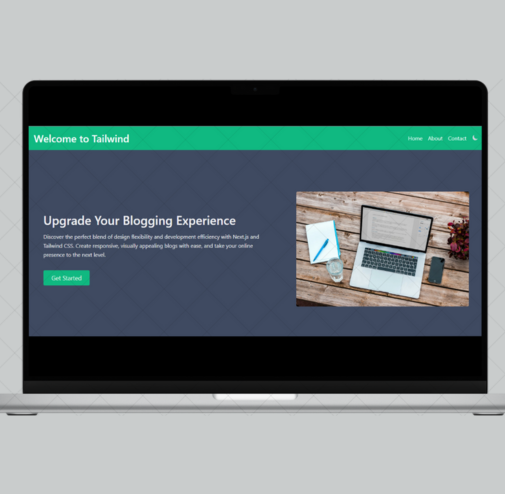 Welcome to Tailwind
Home About Contact
Upgrade Your Blogging Experience
Discover the perfect blend of design flexibility and development efficiency with Next.js and
Tailwind CSS. Create responsive, visually appealing blogs with ease, and take your online
presence to the next level.
Get Started